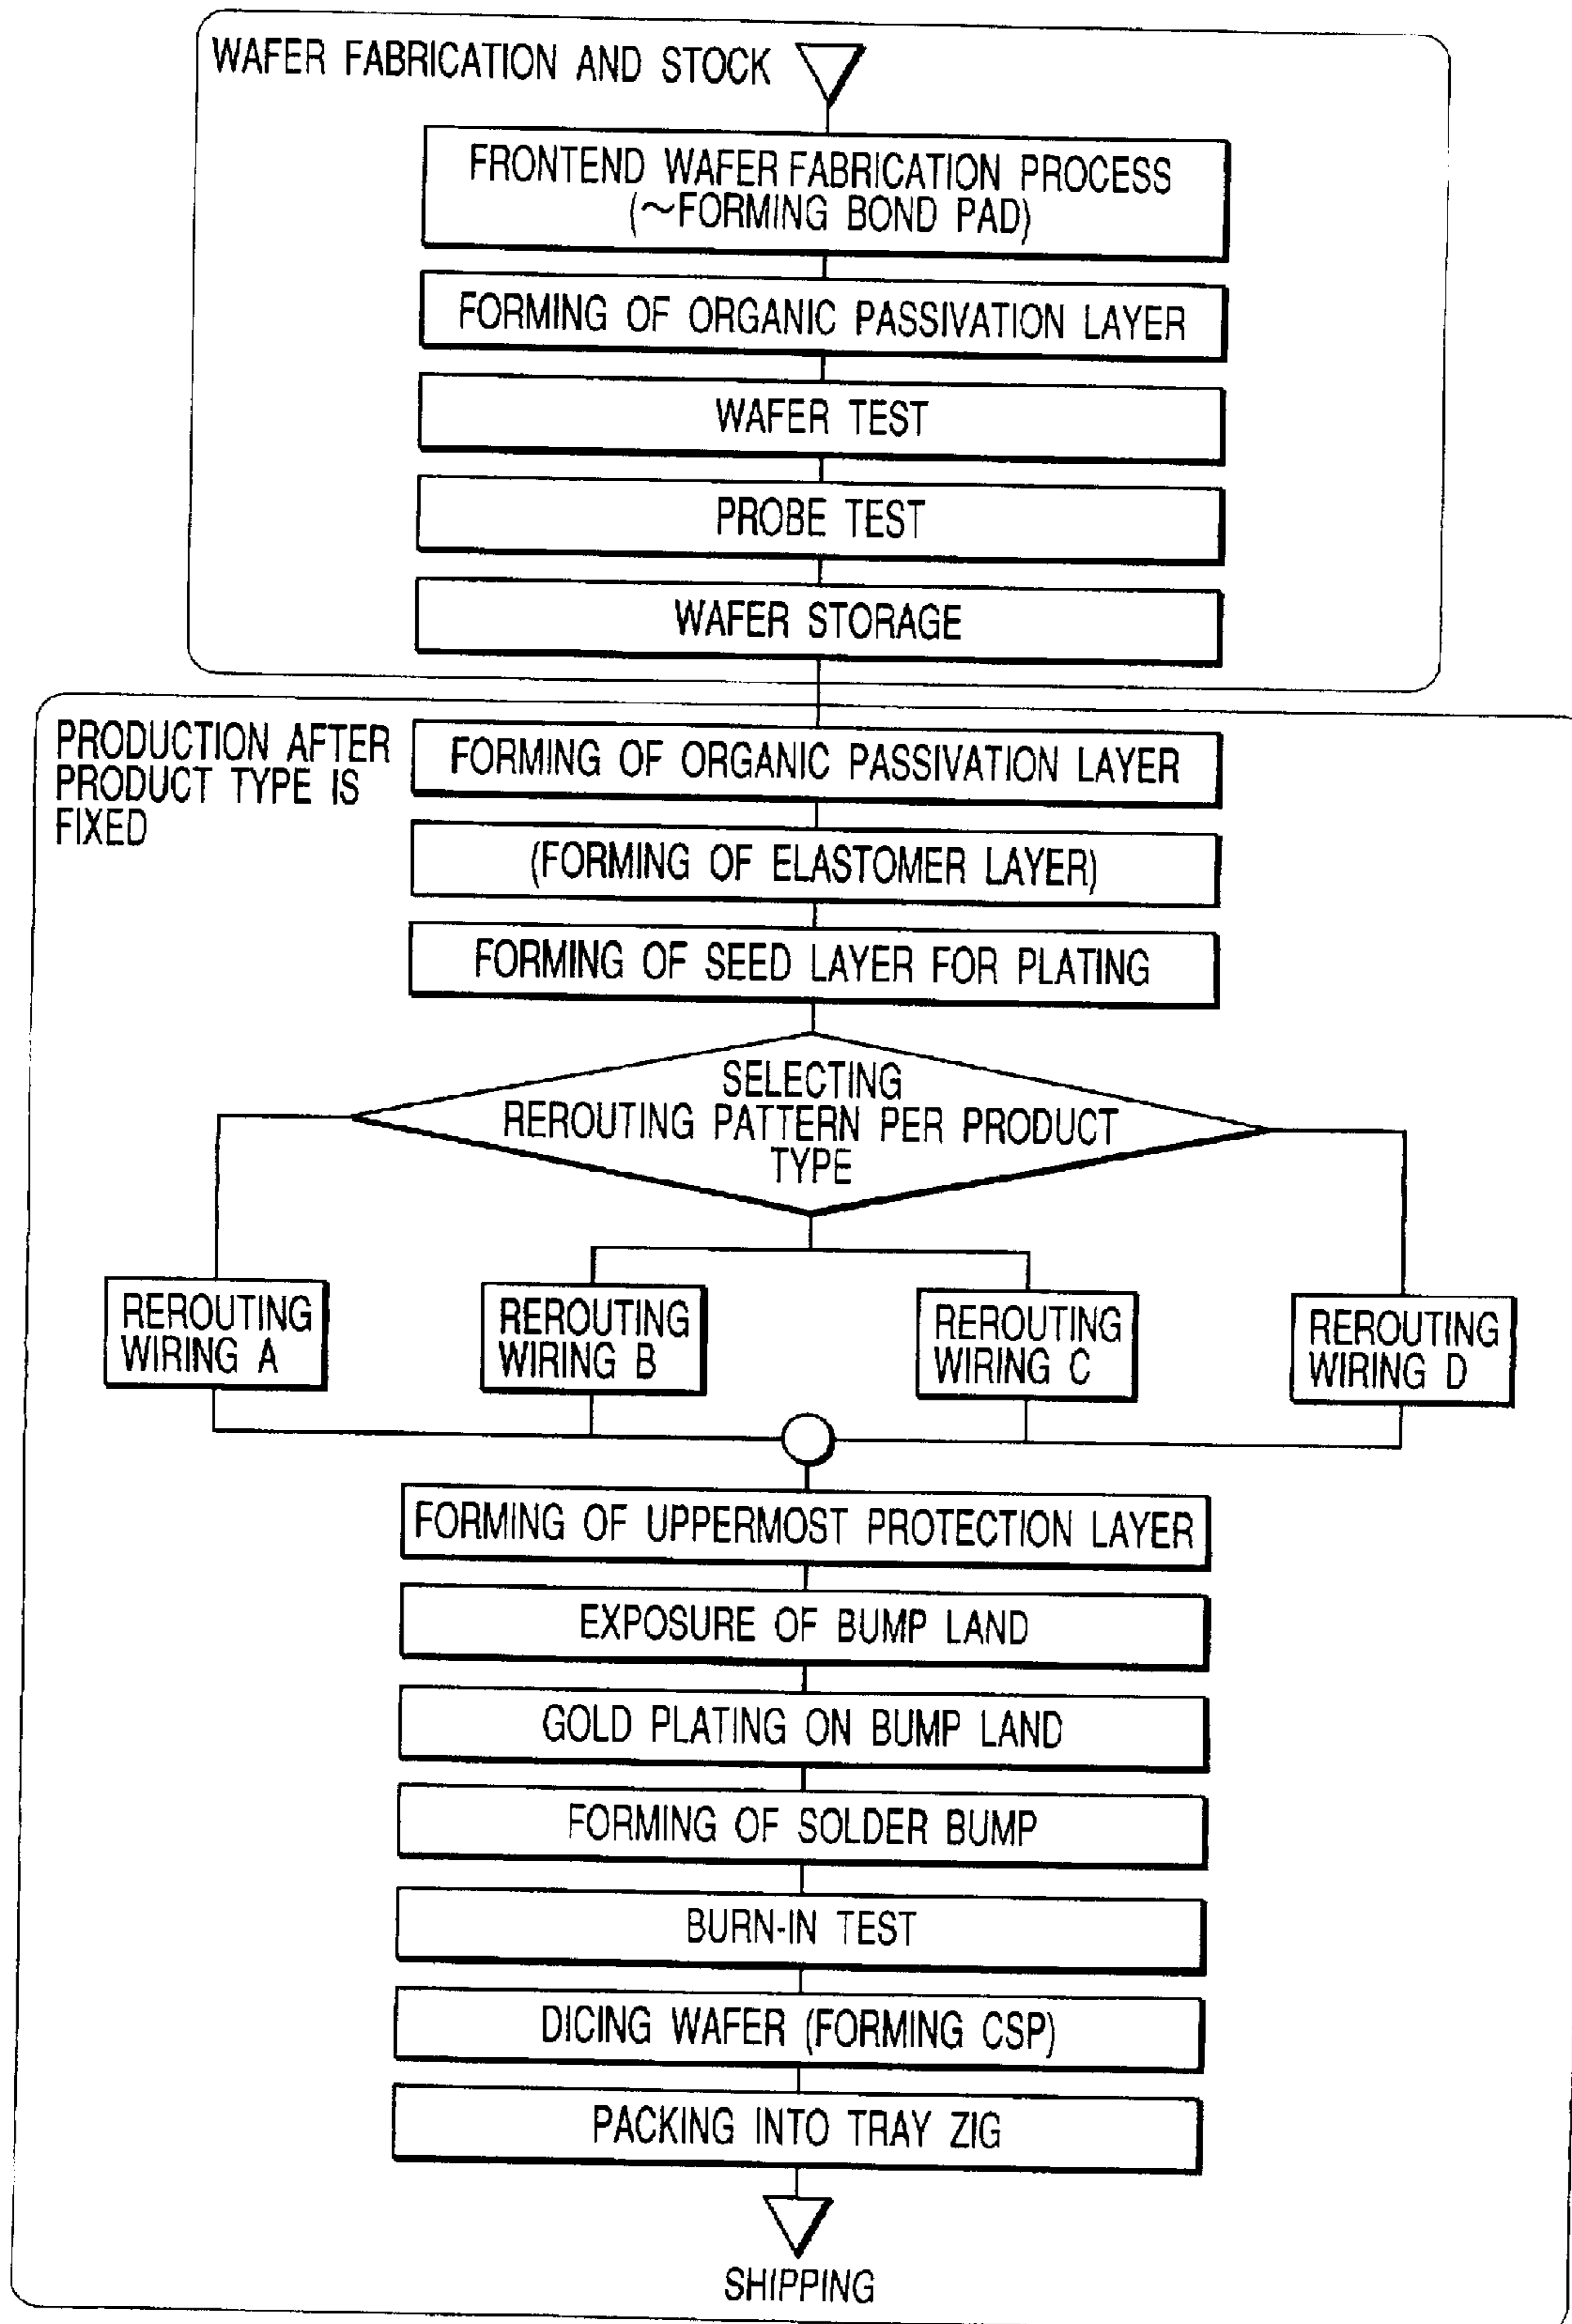 WAFER FABRICATION AND STOCK
FRONTEND WAFER FABRICATION PROCESS
(~FORMING BOND PAD)
FORMING OF ORGANIC PASSIVATION LAYER
WAFER TEST
PROBE TEST
WAFER STORAGE
PRODUCTION AFTER
PRODUCT TYPE IS
FIXED
FORMING OF ORGANIC PASSIVATION LAYER
(FORMING OF ELASTOMER LAYER)
FORMING OF SEED LAYER FOR PLATING
SELECTING
REROUTING PATTERN PER PRODUCT
TYPE
REROUTING
WIRING A
REROUTING
WIRING B
REROUTING
WIRING C
REROUTING
WIRING D
FORMING OF UPPERMOST PROTECTION LAYER
EXPOSURE OF BUMP LAND
GOLD PLATING ON BUMP LAND
FORMING OF SOLDER BUMP
BURN-IN TEST
DICING WAFER (FORMING CSP)
PACKING INTO TRAY ZIG
SHIPPING